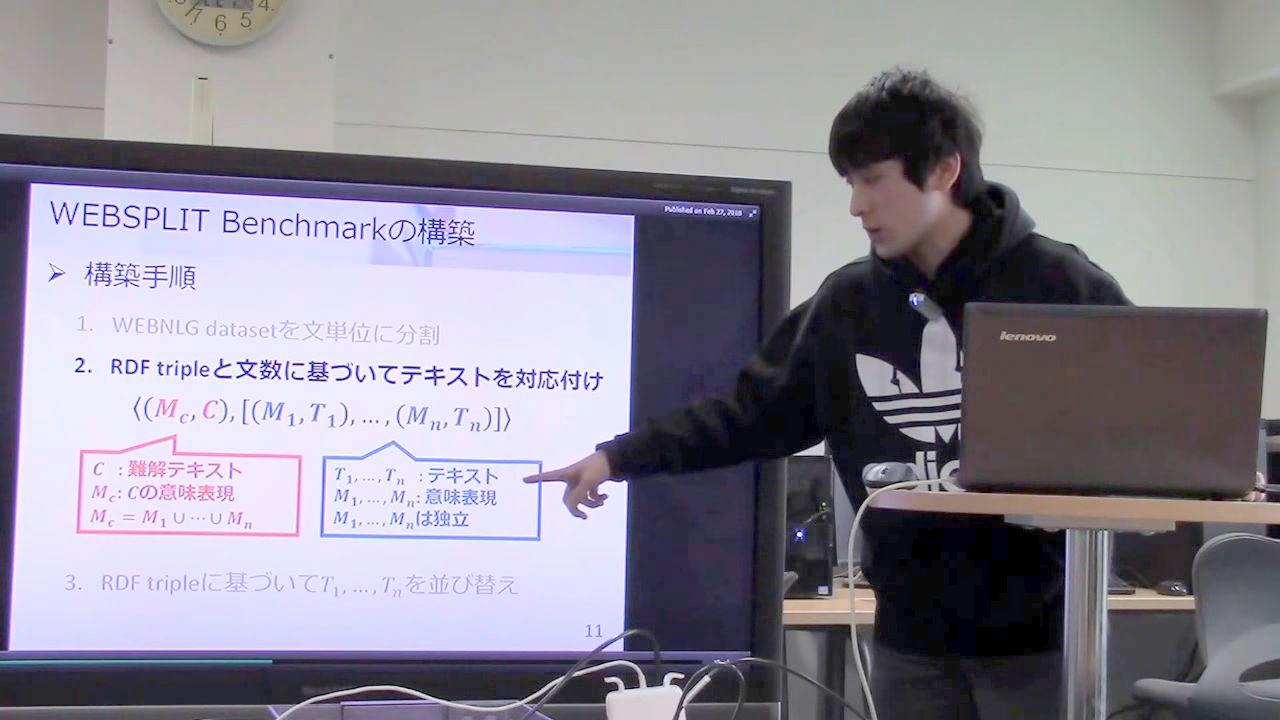 7 6 5 4.
Published on Feb 27, 2018
WEBSPLIT Benchmarkの構築
➢ 構築手順
1. WEBNLG datasetを文単位に分割
2. RDF tripleと文数に基づいてテキストを対応付け
⟨(M_c, C), [(M_1, T_1), …, (M_n, T_n)]⟩
C : 難解テキスト
M_c : Cの意味表現
M_c = M_1 ∪ ⋯ ∪ M_n
T_1, …, T_n : テキスト
M_1, …, M_n : 意味表現
M_1, …, M_nは独立
3. RDF tripleに基づいてT_1, …, T_nを並び替え
11
lenovo
adidas